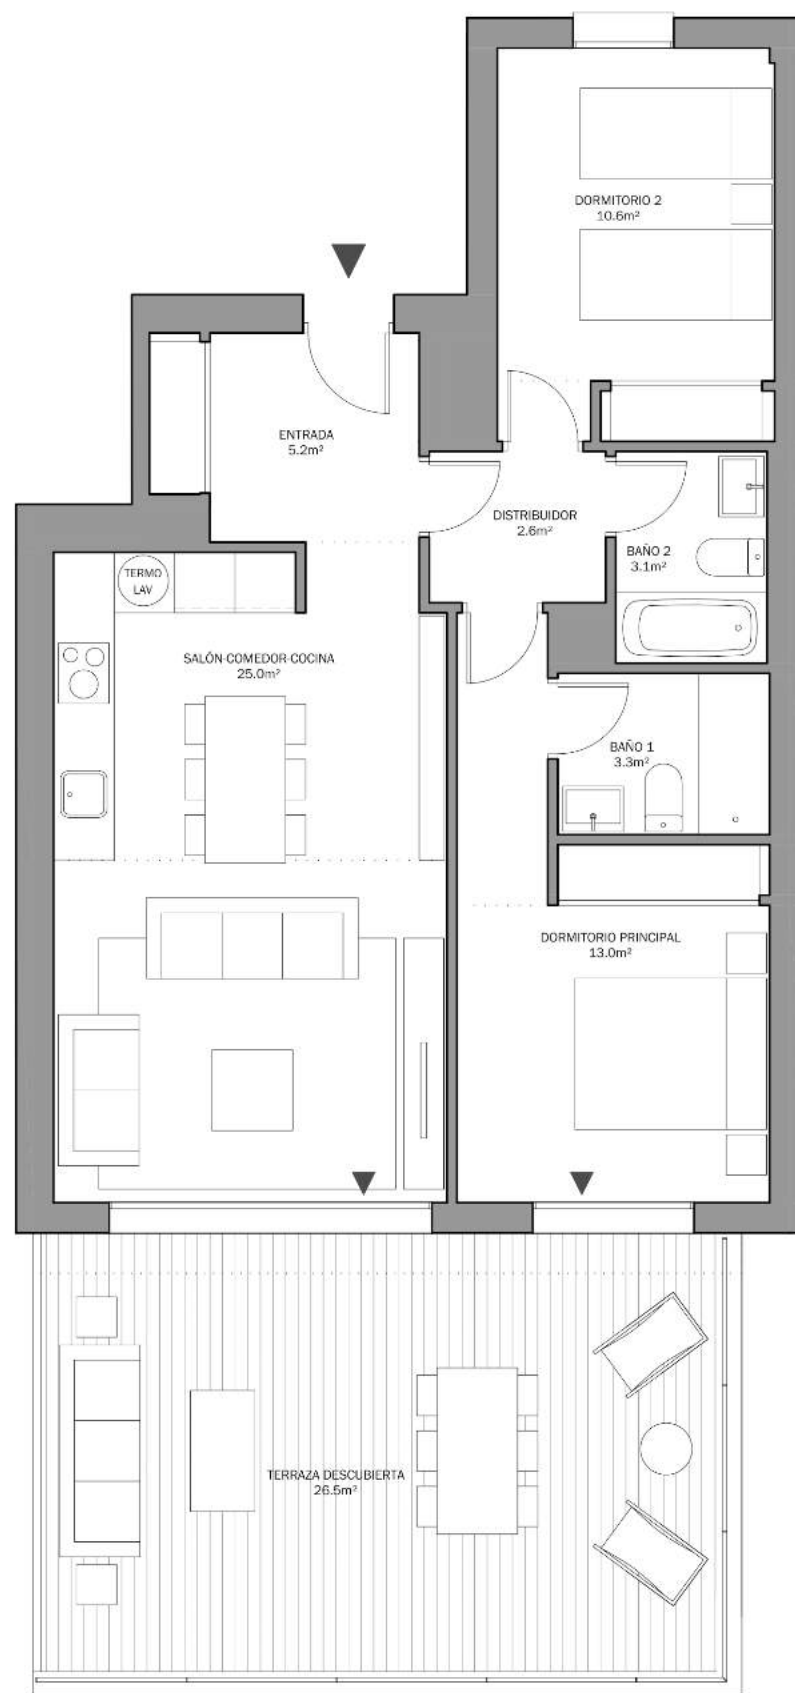 DORMITORIO 2
10.6m²
ENTRADA
5.2m²
DISTRIBUIDOR
2.6m²
BAÑO 2
3.1m²
TERMO
LAV
SALÓN-COMEDOR-COCINA
25.0m²
BAÑO 1
3.3m²
DORMITORIO PRINCIPAL
13.0m²
TERRAZA DESCUBIERTA
26.5m²